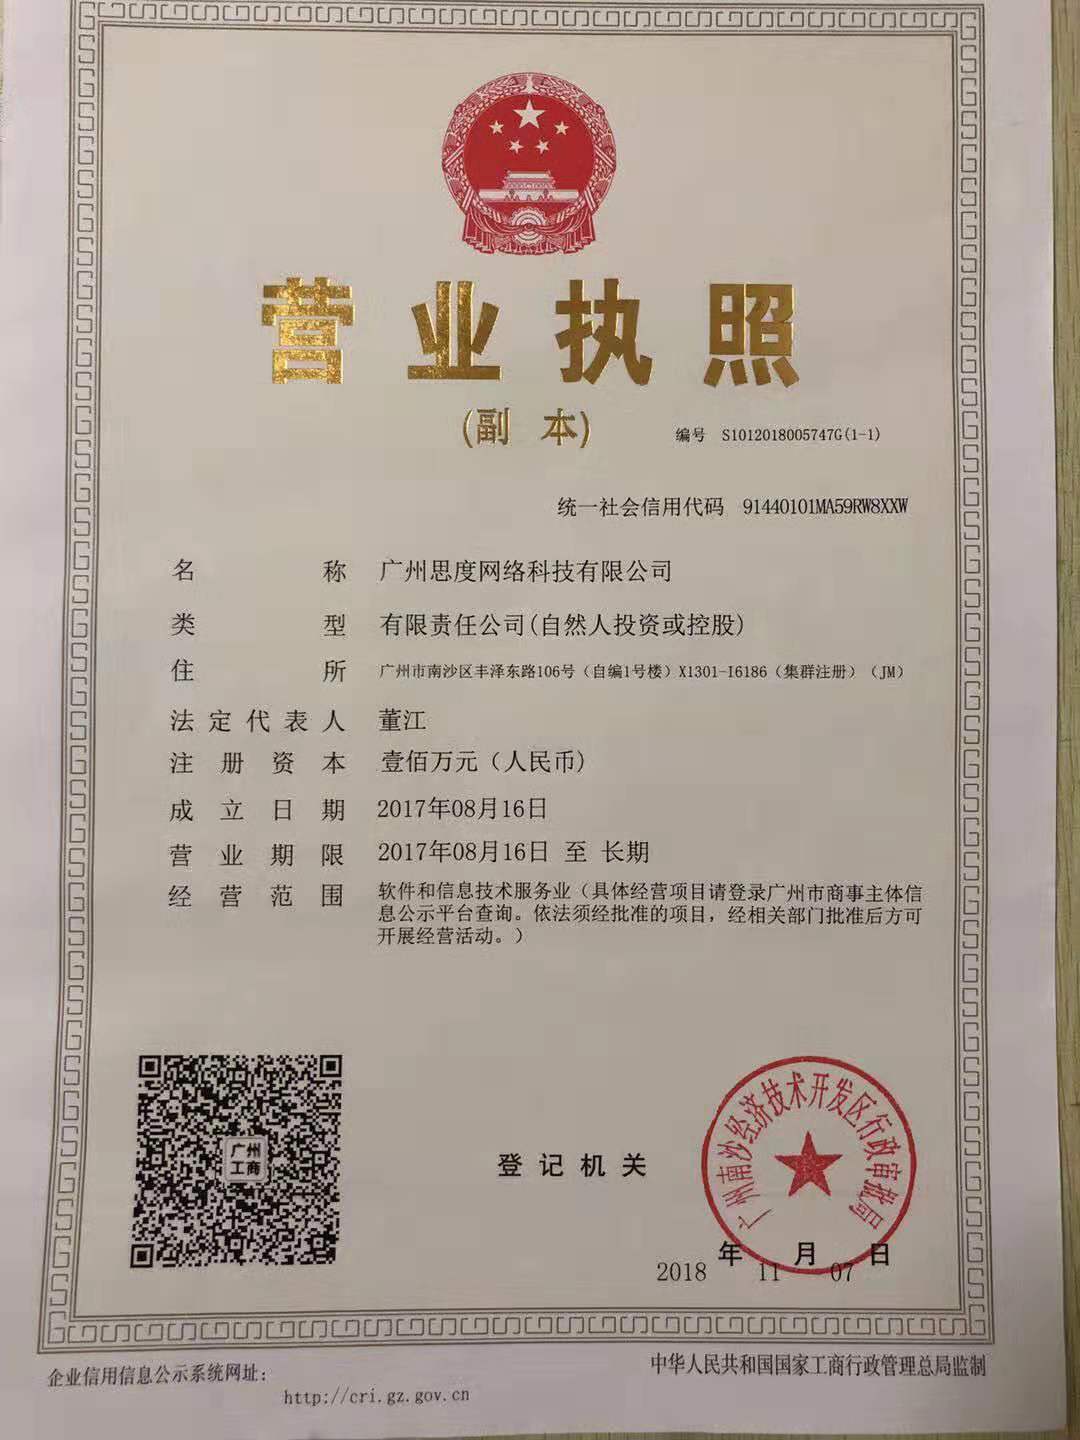 营业执照
(副 本)
编号 S1012018005747G(1-1)
统一社会信用代码 91440101MA59RW8XXW
名 称 广州思度网络科技有限公司
类 型 有限责任公司(自然人投资或控股)
住 所 广州市南沙区丰泽东路106号（自编1号楼）X1301-I6186（集群注册）（JM）
法定代表人 董江
注册资本 壹佰万元（人民币）
成立日期 2017年08月16日
营业期限 2017年08月16日 至 长期
经营范围 软件和信息技术服务业（具体经营项目请登录广州市商事主体信
息公示平台查询。依法须经批准的项目，经相关部门批准后方可
开展经营活动。）
广州
工商
登记机关
广州南沙经济技术开发区行政审批局
2018 年 11 月 07 日
企业信用信息公示系统网址：
http://cri.gz.gov.cn
中华人民共和国国家工商行政管理总局监制